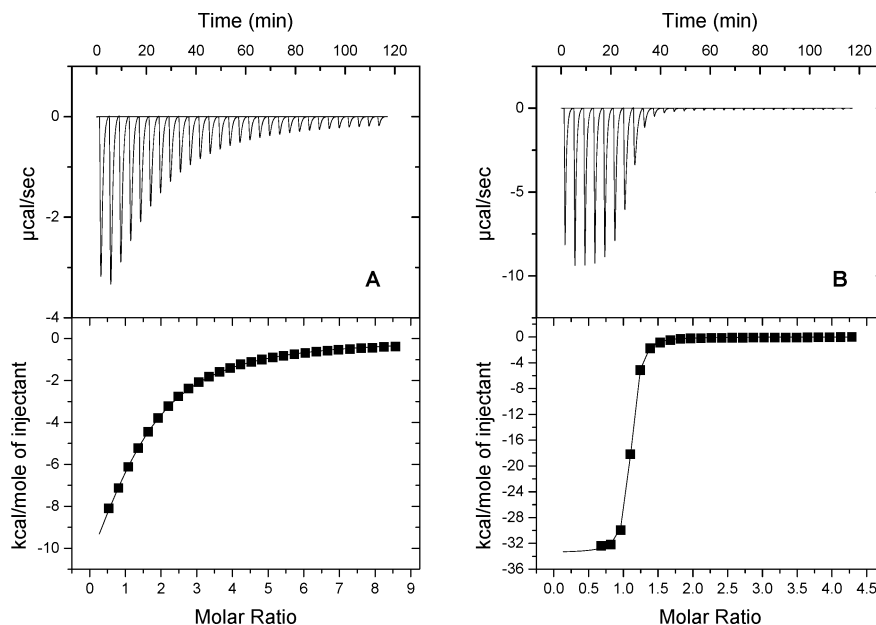 Time (min)
0 20 40 60 80 100 120
0
-2
-4
µcal/sec
A
0
-2
-4
-6
-8
-10
kcal/mole of injectant
0 1 2 3 4 5 6 7 8 9
Molar Ratio
Time (min)
0 20 40 60 80 100 120
0
-5
-10
µcal/sec
B
0
-4
-8
-12
-16
-20
-24
-28
-32
-36
kcal/mole of injectant
0.0 0.5 1.0 1.5 2.0 2.5 3.0 3.5 4.0 4.5
Molar Ratio